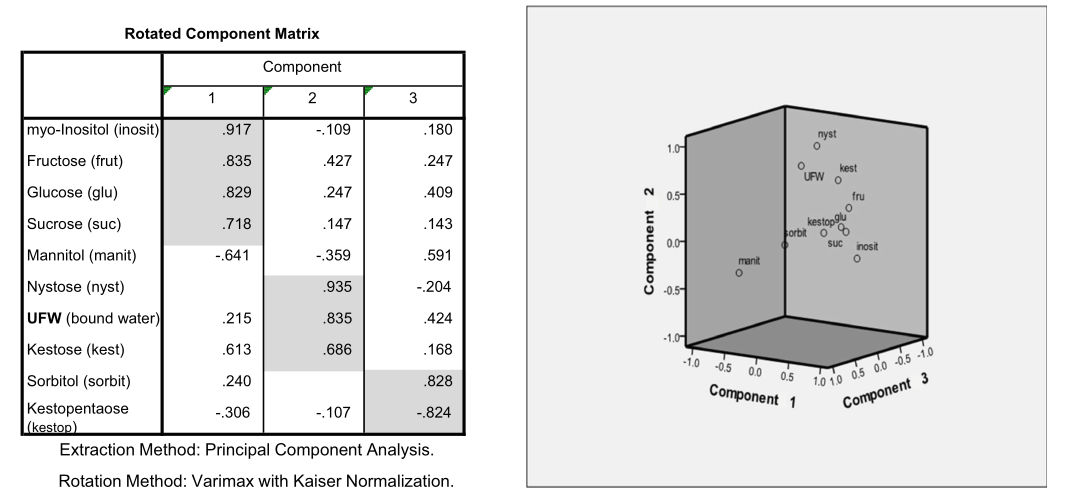 Rotated Component Matrix
Component
1 2 3
myo-Inositol (inosit) .917 -.109 .180
Fructose (frut) .835 .427 .247
Glucose (glu) .829 .247 .409
Sucrose (suc) .718 .147 .143
Mannitol (manit) -.641 -.359 .591
Nystose (nyst) .935 -.204
UFW (bound water) .215 .835 .424
Kestose (kest) .613 .686 .168
Sorbitol (sorbit) .240 .828
Kestopentaose
(kestop) -.306 -.107 -.824
Extraction Method: Principal Component Analysis.
Rotation Method: Varimax with Kaiser Normalization.
nyst
UFW
kest
fru
kestop
glu
sorbit
suc
inosit
manit
Component 2
1.0
0.5
0.0
-0.5
-1.0
-1.0 -0.5 0.0 0.5 1.0
Component 1
1.0 0.5 0.0 -0.5 -1.0
Component 3